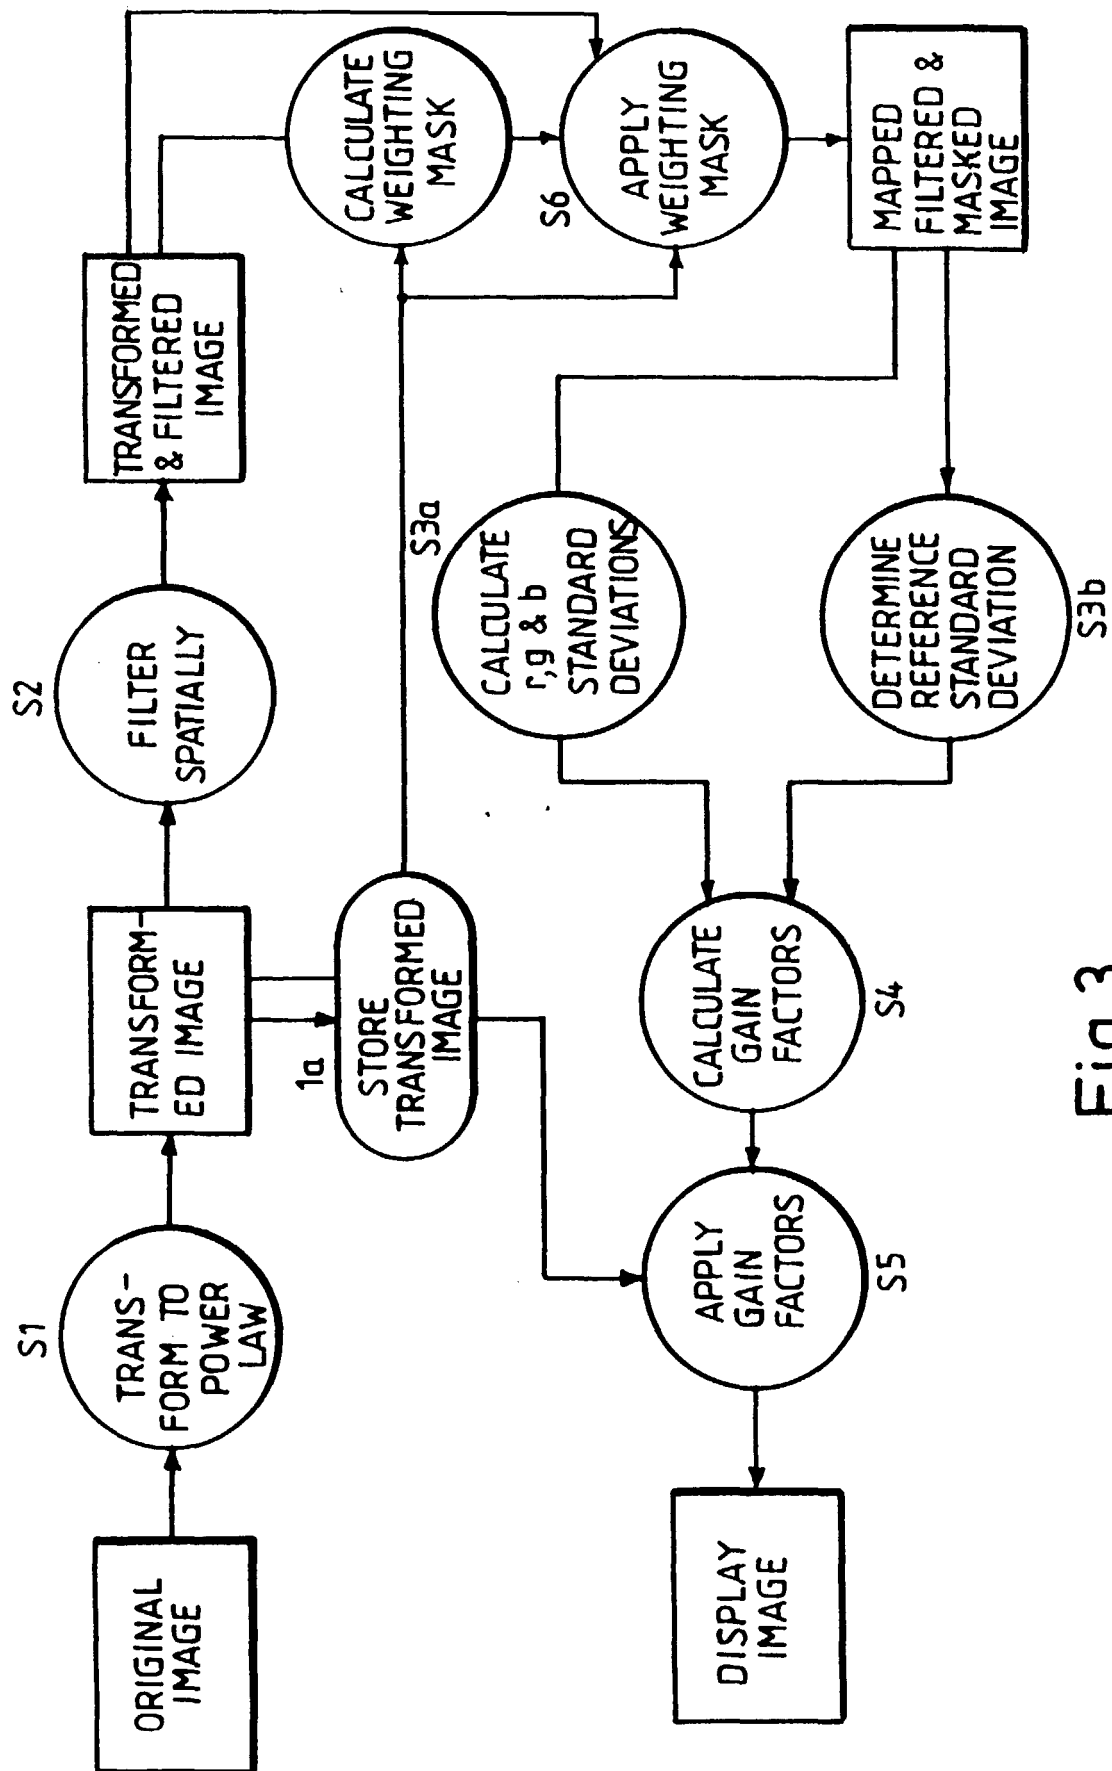 ORIGINAL
IMAGE
S1
TRANS-
FORM TO
POWER
LAW
TRANSFORM-
ED IMAGE
S2
FILTER
SPATIALLY
TRANSFORMED
& FILTERED
IMAGE
1a
STORE
TRANSFORMED
IMAGE
CALCULATE
WEIGHTING
MASK
S6
APPLY
WEIGHTING
MASK
MAPPED
FILTERED &
MASKED
IMAGE
S3a
CALCULATE
r,g & b
STANDARD
DEVIATIONS
DETERMINE
REFERENCE
STANDARD
DEVIATION
S3b
CALCULATE
GAIN
FACTORS
S4
APPLY
GAIN
FACTORS
S5
DISPLAY
IMAGE
Fig.3